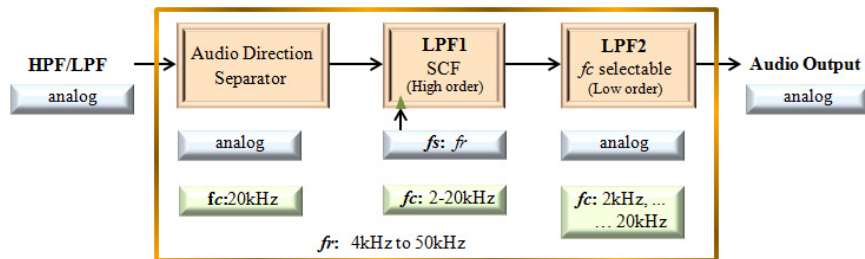 HPF/LPF
analog
Audio Direction
Separator
analog
fc:20kHz
LPF1
SCF
(High order)
fs: fr
fc: 2-20kHz
LPF2
fc selectable
(Low order)
analog
fc: 2kHz, ...
... 20kHz
Audio Output
analog
fr: 4kHz to 50kHz